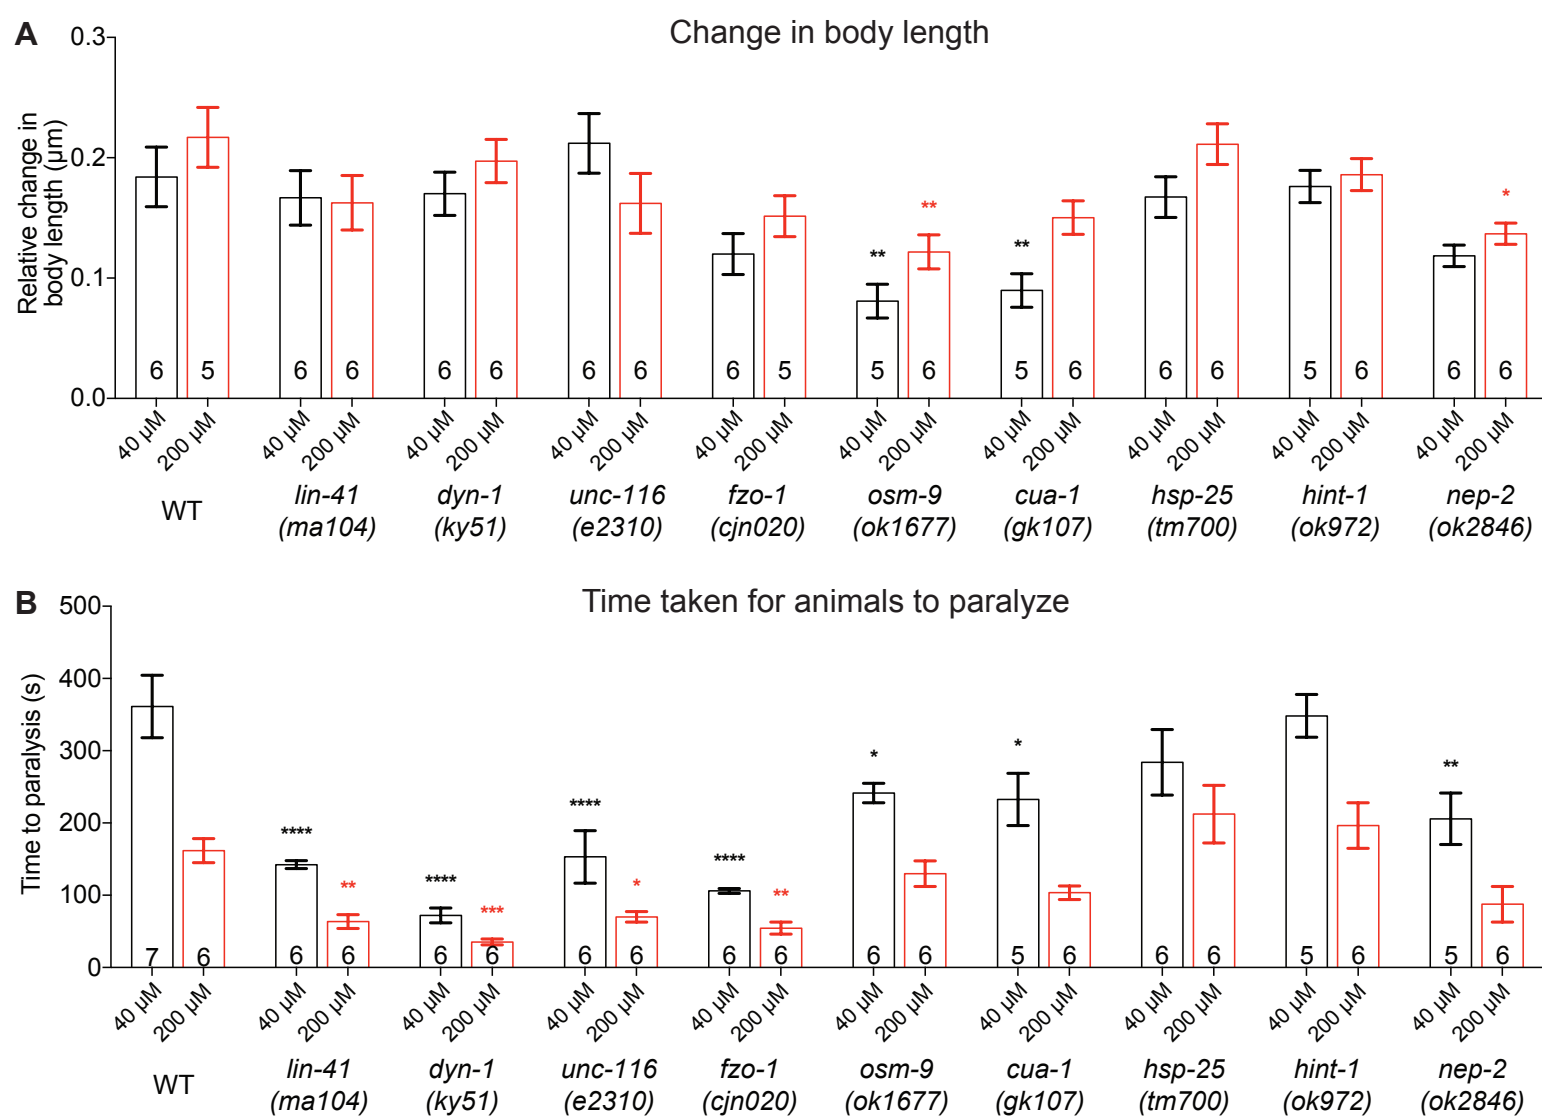 A
Change in body length
Relative change in
body length (μm)
0.3
0.2
0.1
0.0
** ** ** *
6 5 6 6 6 6 6 6 6 5 5 6 5 6 6 6 5 6 6 6
40 μM 200 μM 40 μM 200 μM 40 μM 200 μM 40 μM 200 μM 40 μM 200 μM 40 μM 200 μM 40 μM 200 μM 40 μM 200 μM 40 μM 200 μM 40 μM 200 μM
WT lin-41 dyn-1 unc-116 fzo-1 osm-9 cua-1 hsp-25 hint-1 nep-2
(ma104) (ky51) (e2310) (cjn020) (ok1677) (gk107) (tm700) (ok972) (ok2846)
B
Time taken for animals to paralyze
Time to paralysis (s)
500
400
300
200
100
0
**** ** **** *** **** * **** ** * * **
7 6 6 6 6 6 6 6 6 6 6 6 5 6 6 6 5 6 5 6
40 μM 200 μM 40 μM 200 μM 40 μM 200 μM 40 μM 200 μM 40 μM 200 μM 40 μM 200 μM 40 μM 200 μM 40 μM 200 μM 40 μM 200 μM 40 μM 200 μM
WT lin-41 dyn-1 unc-116 fzo-1 osm-9 cua-1 hsp-25 hint-1 nep-2
(ma104) (ky51) (e2310) (cjn020) (ok1677) (gk107) (tm700) (ok972) (ok2846)